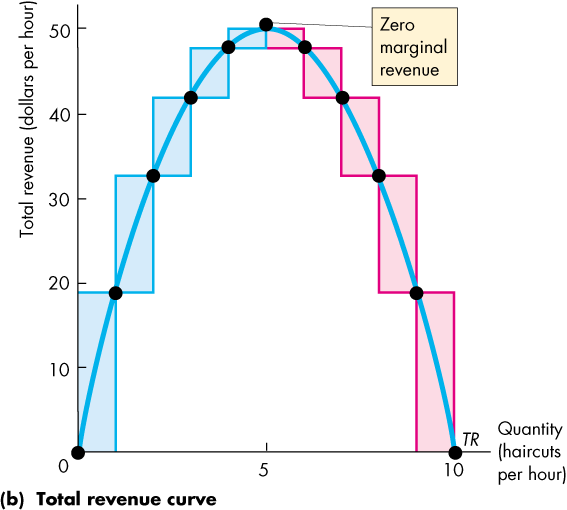 Total revenue (dollars per hour)
50
40
30
20
10
0
5
10
Zero
marginal
revenue
TR
Quantity
(haircuts
per hour)
(b) Total revenue curve